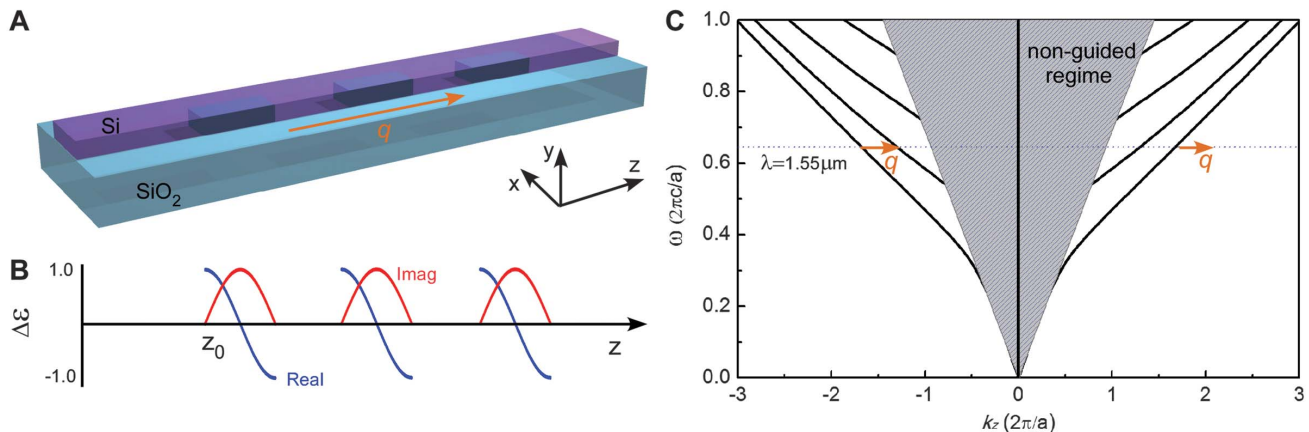 A
Si
q
SiO2
y
x
z
B
1.0
Δε
-1.0
Imag
Real
z0
z
C
1.0
0.8
0.6
0.4
0.2
0.0
ω (2πc/a)
non-guided
regime
λ=1.55μm
q
q
-3 -2 -1 0 1 2 3
kz (2π/a)